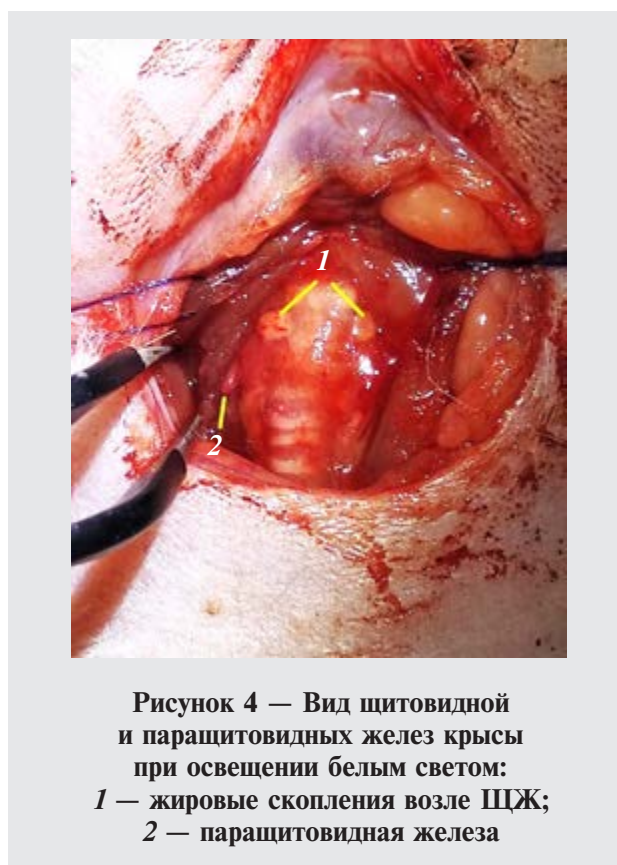 1
2
Рисунок 4 — Вид щитовидной
и паращитовидных желез крысы
при освещении белым светом:
1 — жировые скопления возле ЩЖ;
2 — паращитовидная железа